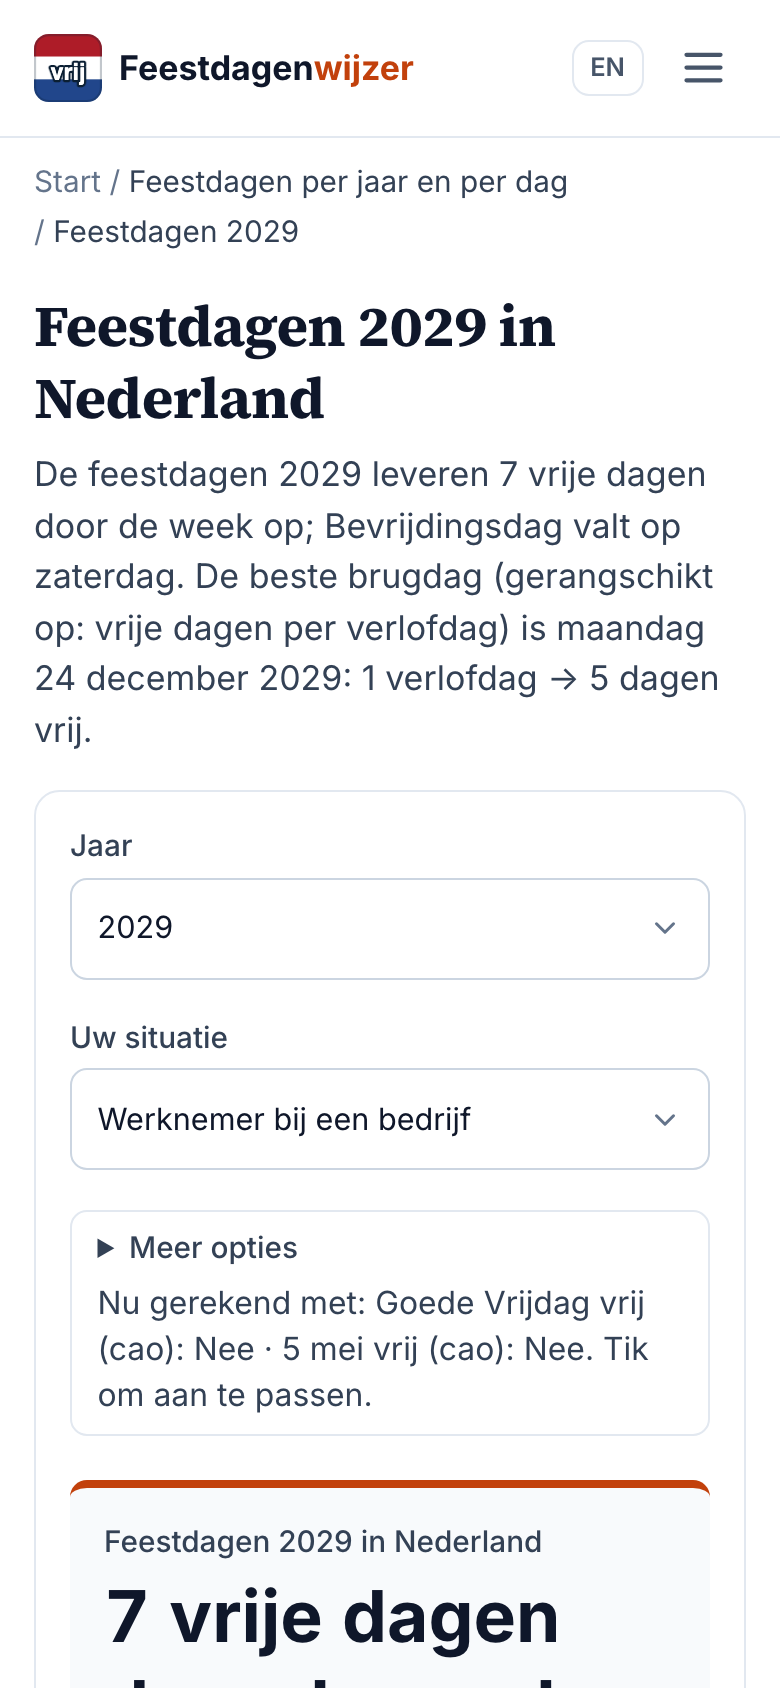 vrij
Feestdagenwijzer
EN
Start / Feestdagen per jaar en per dag
/ Feestdagen 2029
Feestdagen 2029 in
Nederland
De feestdagen 2029 leveren 7 vrije dagen
door de week op; Bevrijdingsdag valt op
zaterdag. De beste brugdag (gerangschikt
op: vrije dagen per verlofdag) is maandag
24 december 2029: 1 verlofdag → 5 dagen
vrij.
Jaar
2029
Uw situatie
Werknemer bij een bedrijf
▶ Meer opties
Nu gerekend met: Goede Vrijdag vrij
(cao): Nee · 5 mei vrij (cao): Nee. Tik
om aan te passen.
Feestdagen 2029 in Nederland
7 vrije dagen